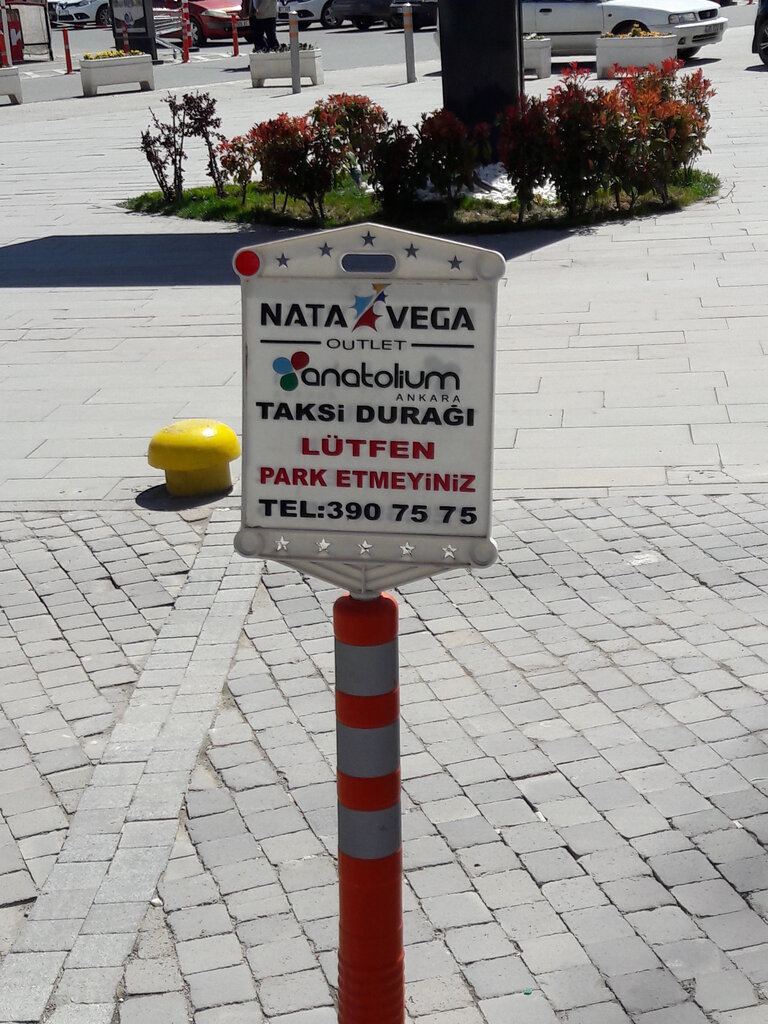 NATA VEGA
OUTLET
anatolium
ANKARA
TAKSİ DURAĞI
LÜTFEN
PARK ETMEYİNİZ
TEL:390 75 75